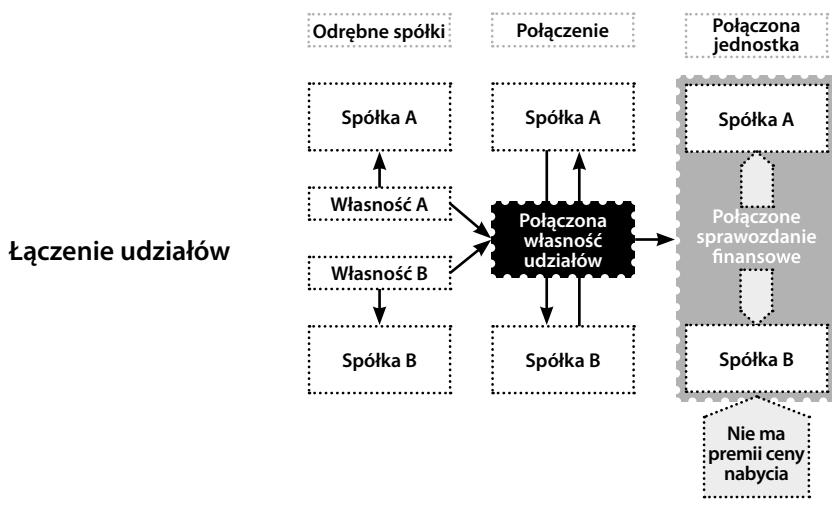 Odrębne spółki
Połączenie
Połączona
jednostka
Spółka A
Spółka A
Spółka A
Własność A
Połączona
własność
udziałów
Połączone
sprawozdanie
finansowe
Łączenie udziałów
Własność B
Spółka B
Spółka B
Spółka B
Nie ma
premii ceny
nabycia